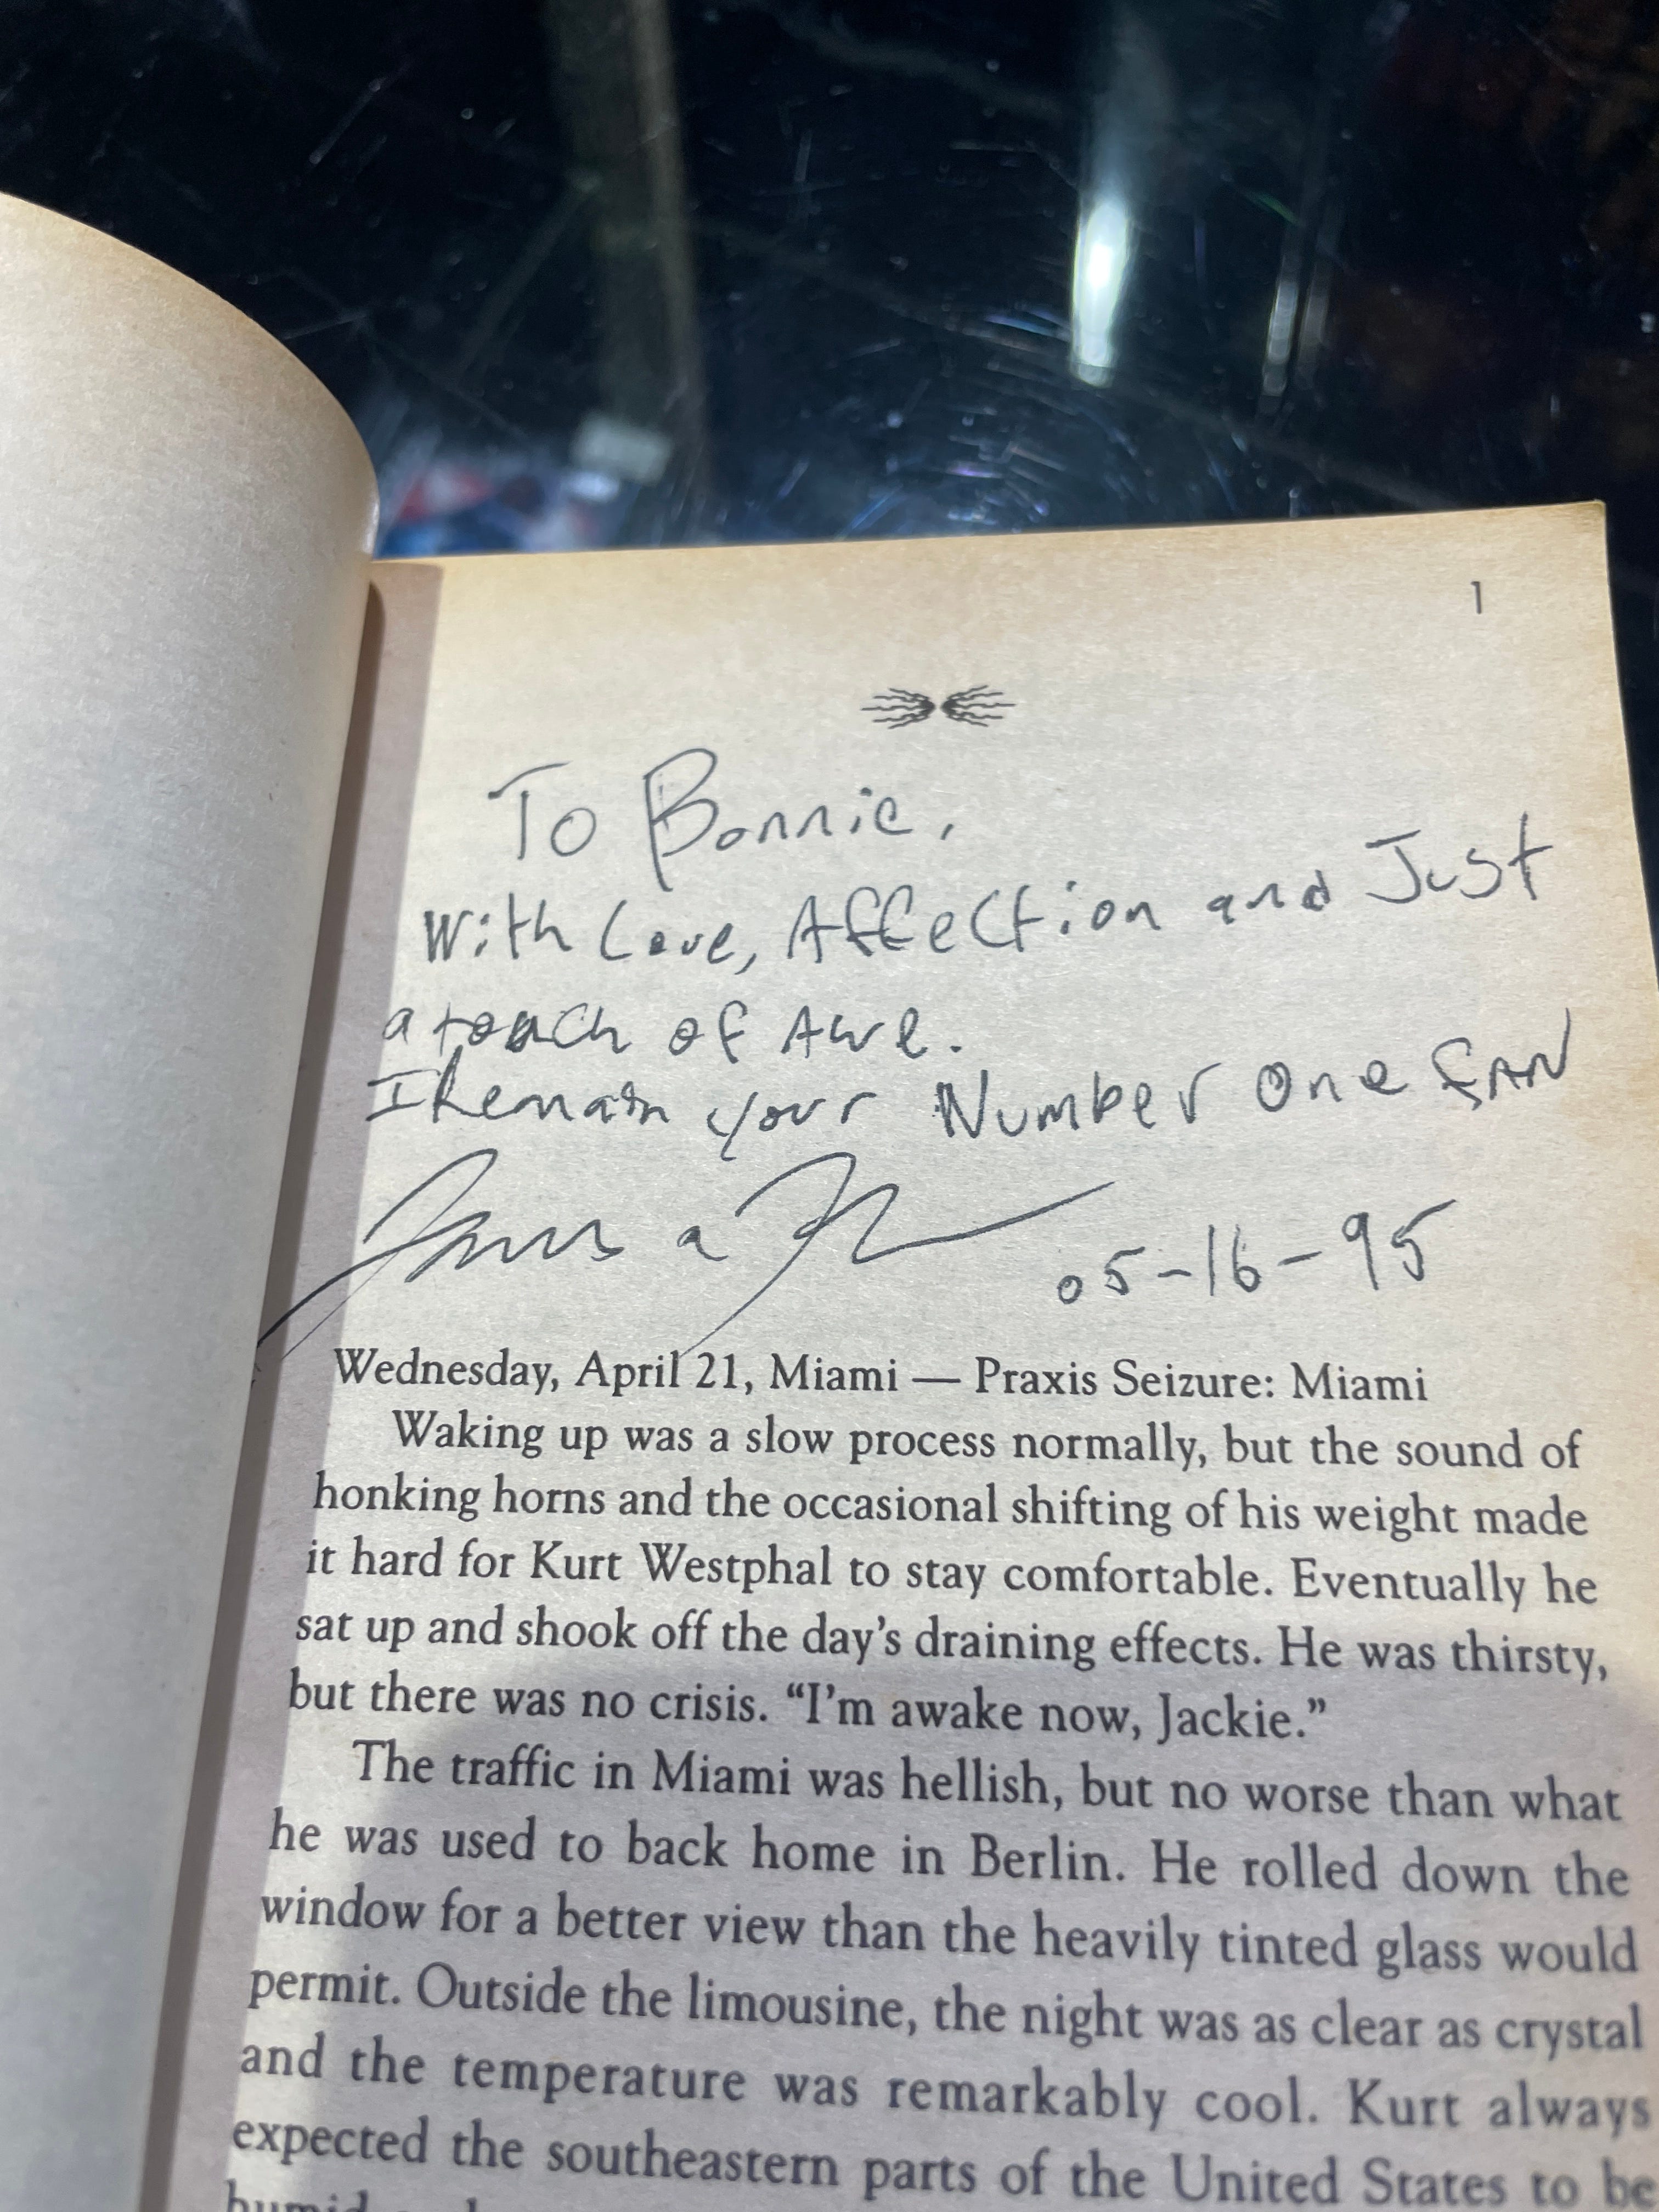 1
To Bonnie,
With Love, Affection and Just
a touch of Awe.
I Remain your Number One FAN
James a 05-16-95
Wednesday, April 21, Miami — Praxis Seizure: Miami
Waking up was a slow process normally, but the sound of
honking horns and the occasional shifting of his weight made
it hard for Kurt Westphal to stay comfortable. Eventually he
sat up and shook off the day’s draining effects. He was thirsty,
but there was no crisis. “I’m awake now, Jackie.”
The traffic in Miami was hellish, but no worse than what
he was used to back home in Berlin. He rolled down the
window for a better view than the heavily tinted glass would
permit. Outside the limousine, the night was as clear as crystal
and the temperature was remarkably cool. Kurt always
expected the southeastern parts of the United States to be
humid